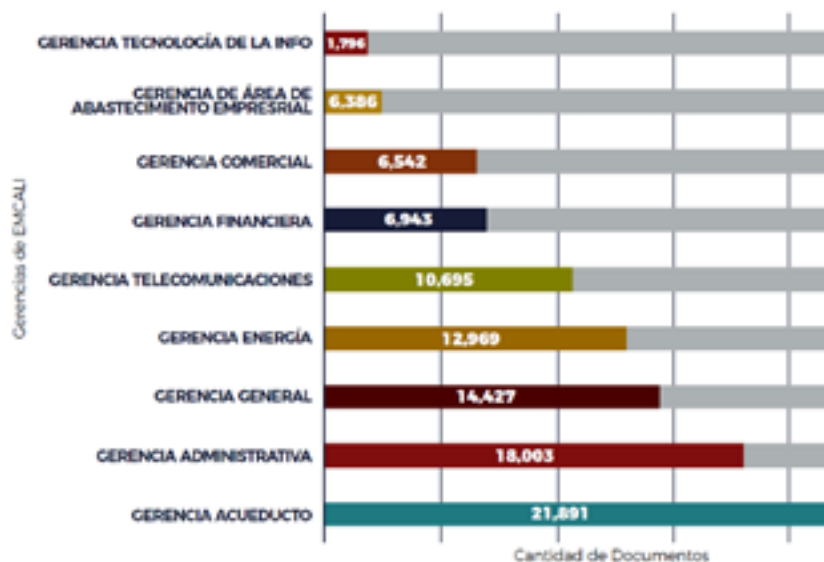 GERENCIA TECNOLOGÍA DE LA INFO
1,796
GERENCIA DE ÁREA DE
ABASTECIMIENTO EMPRESRIAL
6,386
GERENCIA COMERCIAL
6,542
GERENCIA FINANCIERA
6,943
GERENCIA TELECOMUNICACIONES
10,695
GERENCIA ENERGÍA
12,969
GERENCIA GENERAL
14,427
GERENCIA ADMINISTRATIVA
18,003
GERENCIA ACUEDUCTO
21,891
Gerencias de EMCALI
Cantidad de Documentos